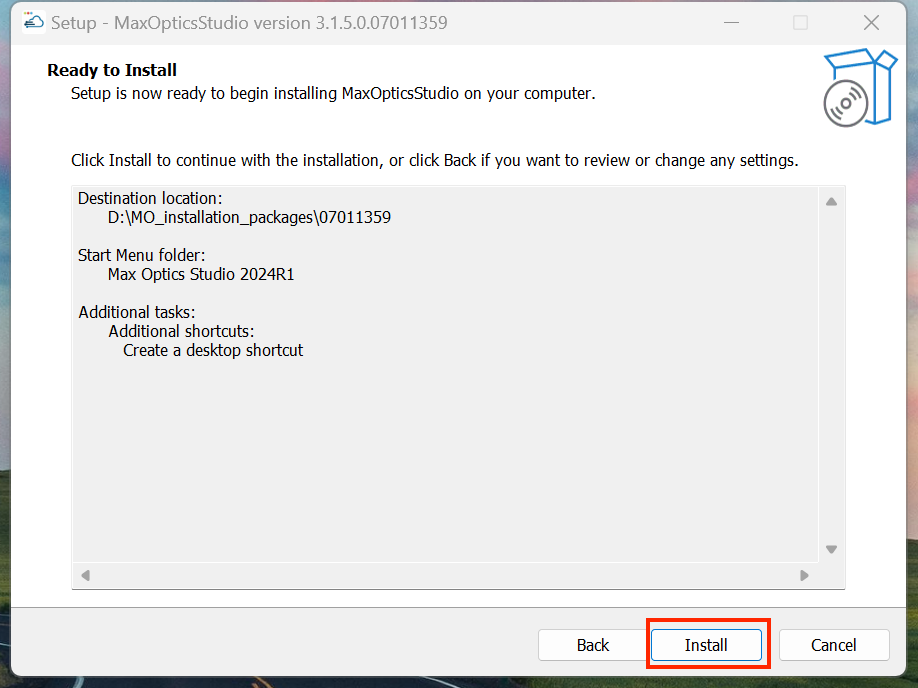 Setup - MaxOpticsStudio version 3.1.5.0.07011359
Ready to Install
Setup is now ready to begin installing MaxOpticsStudio on your computer.
Click Install to continue with the installation, or click Back if you want to review or change any settings.
Destination location:
D:\MO_installation_packages\07011359
Start Menu folder:
Max Optics Studio 2024R1
Additional tasks:
Additional shortcuts:
Create a desktop shortcut
Back Install Cancel